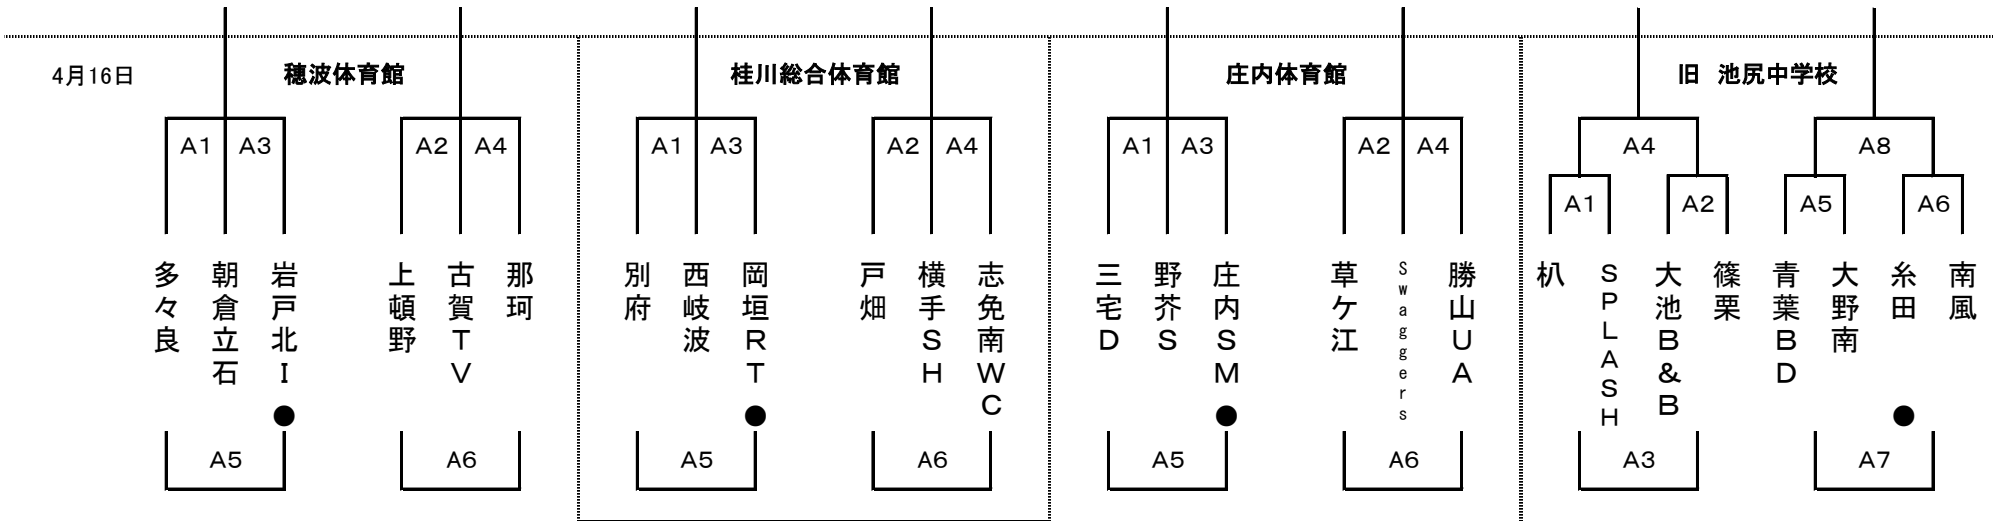 4月16日
穂波体育館
桂川総合体育館
庄内体育館
旧 池尻中学校
A1 A3
A2 A4
A1 A3
A2 A4
A1 A3
A2 A4
A4
A8
A1
A2
A5
A6
多々良
朝倉立石
岩戸北I
上頓野
古賀TV
那珂
別府
西岐波
岡垣RT
戸畑
横手SH
志免南WC
三宅D
野芥S
庄内SM
草ケ江
Swaggers
勝山UA
朳
SPLASH
大池B&B
篠栗
青葉BD
大野南
糸田
南風
●
●
●
●
A5
A6
A5
A6
A5
A6
A3
A7